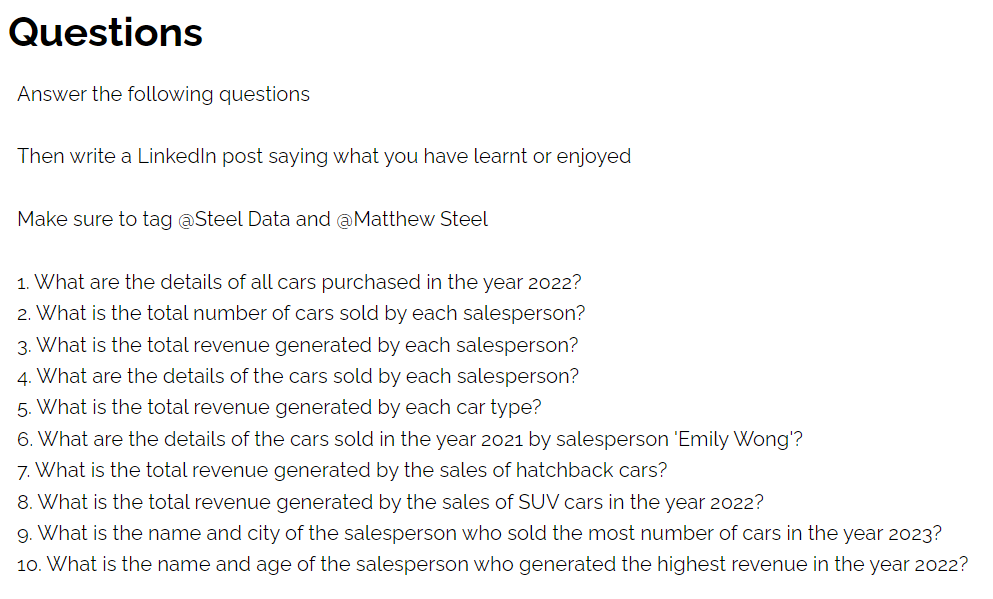 Questions
Answer the following questions
Then write a LinkedIn post saying what you have learnt or enjoyed
Make sure to tag @Steel Data and @Matthew Steel
1. What are the details of all cars purchased in the year 2022?
2. What is the total number of cars sold by each salesperson?
3. What is the total revenue generated by each salesperson?
4. What are the details of the cars sold by each salesperson?
5. What is the total revenue generated by each car type?
6. What are the details of the cars sold in the year 2021 by salesperson 'Emily Wong'?
7. What is the total revenue generated by the sales of hatchback cars?
8. What is the total revenue generated by the sales of SUV cars in the year 2022?
9. What is the name and city of the salesperson who sold the most number of cars in the year 2023?
10. What is the name and age of the salesperson who generated the highest revenue in the year 2022?